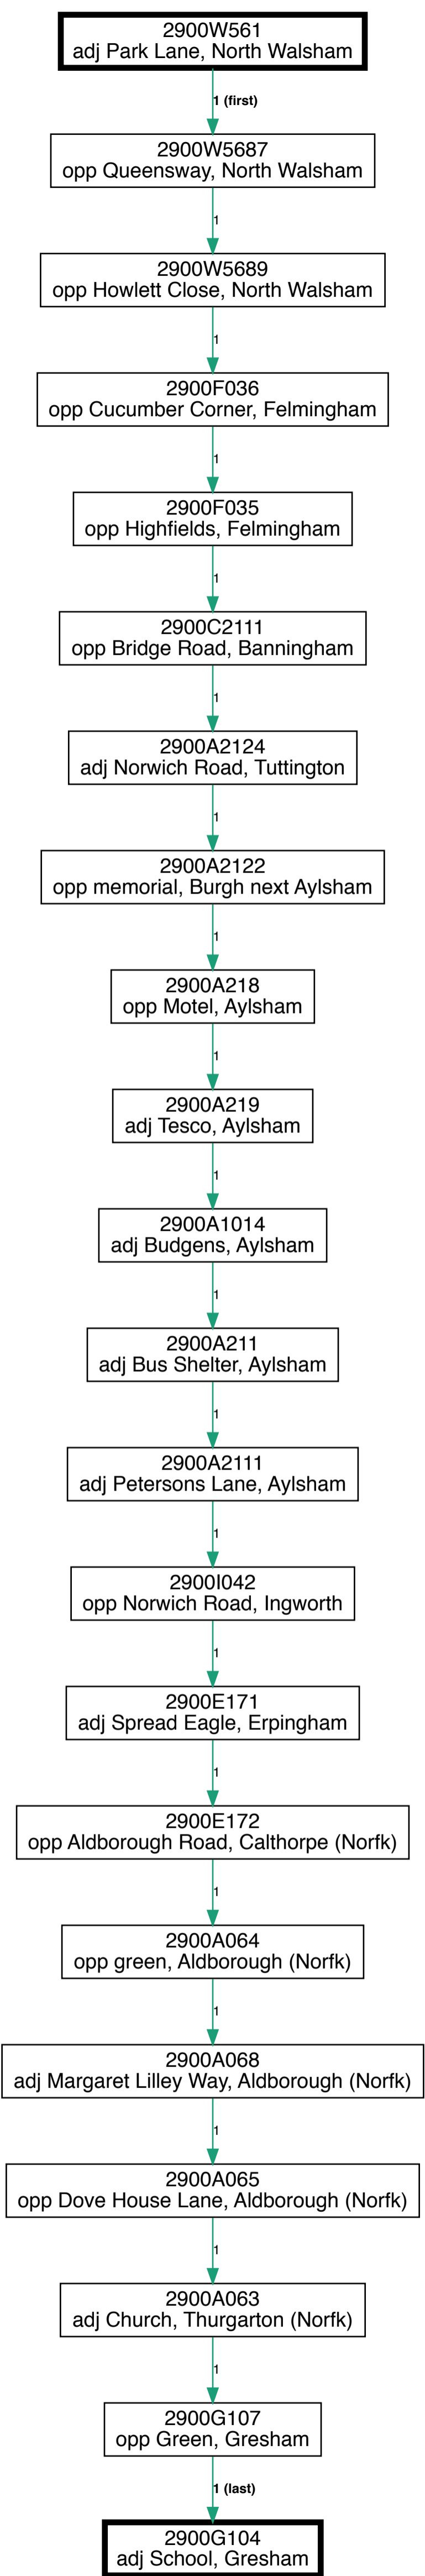 2900W561
adj Park Lane, North Walsham
1 (first)
2900W5687
opp Queensway, North Walsham
1
2900W5689
opp Howlett Close, North Walsham
1
2900F036
opp Cucumber Corner, Felmingham
1
2900F035
opp Highfields, Felmingham
1
2900C2111
opp Bridge Road, Banningham
1
2900A2124
adj Norwich Road, Tuttington
1
2900A2122
opp memorial, Burgh next Aylsham
1
2900A218
opp Motel, Aylsham
1
2900A219
adj Tesco, Aylsham
1
2900A1014
adj Budgens, Aylsham
1
2900A211
adj Bus Shelter, Aylsham
1
2900A2111
adj Petersons Lane, Aylsham
1
2900I042
opp Norwich Road, Ingworth
1
2900E171
adj Spread Eagle, Erpingham
1
2900E172
opp Aldborough Road, Calthorpe (Norfk)
1
2900A064
opp green, Aldborough (Norfk)
1
2900A068
adj Margaret Lilley Way, Aldborough (Norfk)
1
2900A065
opp Dove House Lane, Aldborough (Norfk)
1
2900A063
adj Church, Thurgarton (Norfk)
1
2900G107
opp Green, Gresham
1 (last)
2900G104
adj School, Gresham